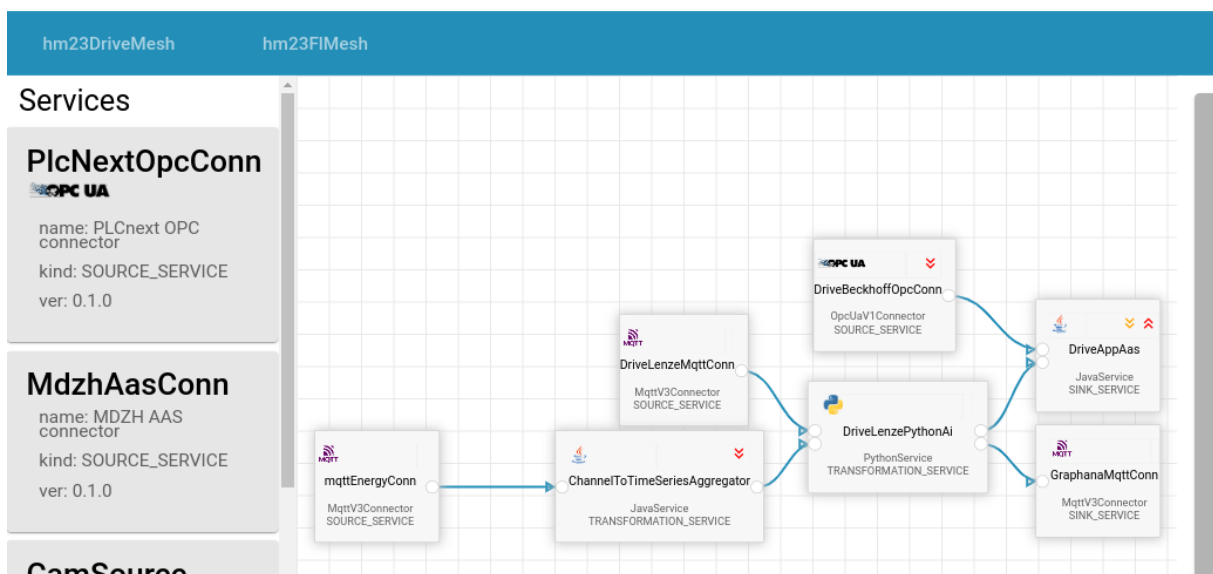 hm23DriveMesh
hm23FIMesh
Services
PlcNextOpcConn
OPC UA
name: PLCnext OPC
connector
kind: SOURCE_SERVICE
ver: 0.1.0
MdzhAasConn
name: MDZH AAS
connector
kind: SOURCE_SERVICE
ver: 0.1.0
CamSource
OPC UA
DriveBeckhoffOpcConn
OpcUaV1Connector
SOURCE_SERVICE
MQTT
DriveLenzeMqttConn
MqttV3Connector
SOURCE_SERVICE
DriveAppAas
JavaService
SINK_SERVICE
DriveLenzePythonAi
PythonService
TRANSFORMATION_SERVICE
MQTT
mqttEnergyConn
MqttV3Connector
SOURCE_SERVICE
ChannelToTimeSeriesAggregator
JavaService
TRANSFORMATION_SERVICE
MQTT
GraphanaMqttConn
MqttV3Connector
SINK_SERVICE